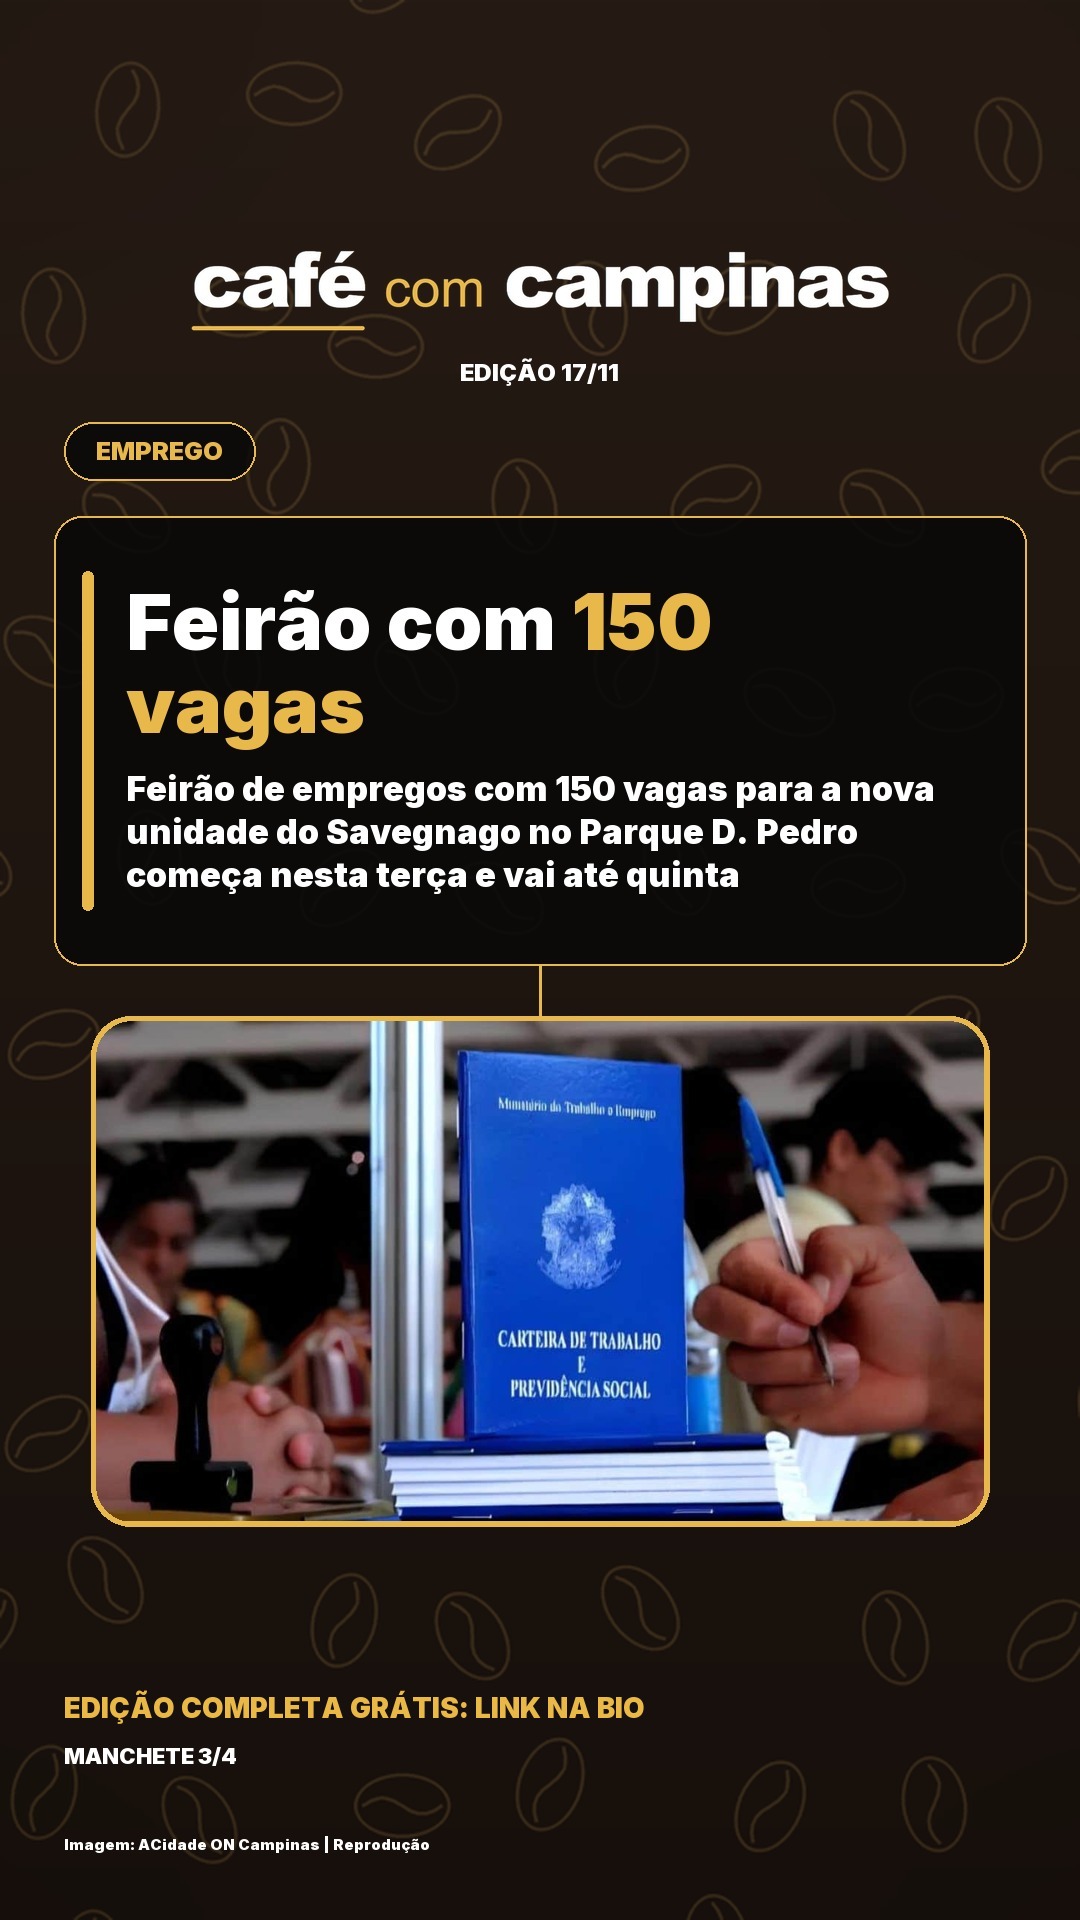 café com campinas
EDIÇÃO 17/11
EMPREGO
Feirão com 150
vagas
Feirão de empregos com 150 vagas para a nova
unidade do Savegnago no Parque D. Pedro
começa nesta terça e vai até quinta
Ministério do Trabalho e Emprego
CARTEIRA DE TRABALHO
E
PREVIDÊNCIA SOCIAL
EDIÇÃO COMPLETA GRÁTIS: LINK NA BIO
MANCHETE 3/4
Imagem: ACidade ON Campinas | Reprodução